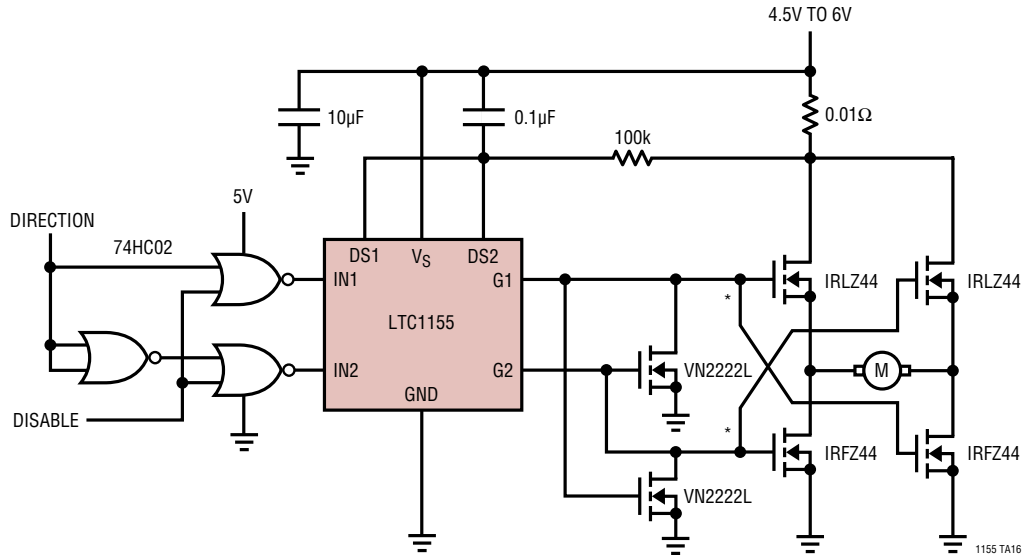 4.5V TO 6V
10µF
0.1µF
0.01Ω
100k
5V
DIRECTION
74HC02
DS1
VS
DS2
IN1
G1
IRLZ44
IRLZ44
*
LTC1155
IN2
G2
VN2222L
M
GND
DISABLE
*
IRFZ44
IRFZ44
VN2222L
1155 TA16